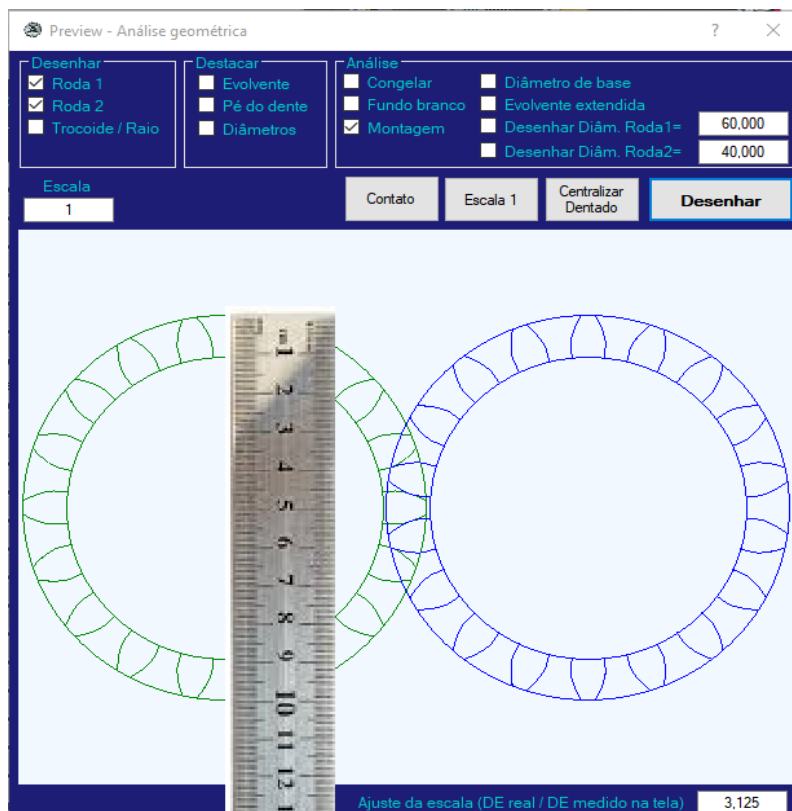 Preview - Análise geométrica
Desenhar
Roda 1
Roda 2
Trocoide / Raio
Destacar
Evolvente
Pé do dente
Diâmetros
Análise
Congelar
Fundo branco
Montagem
Diâmetro de base
Evolvente extendida
Desenhar Diâm. Roda1= 60,000
Desenhar Diâm. Roda2= 40,000
Escala
1
Contato
Escala 1
Centralizar
Dentado
Desenhar
1
2
3
4
5
6
7
8
9
10
11
12
Ajuste da escala (DE real / DE medido na tela) 3,125